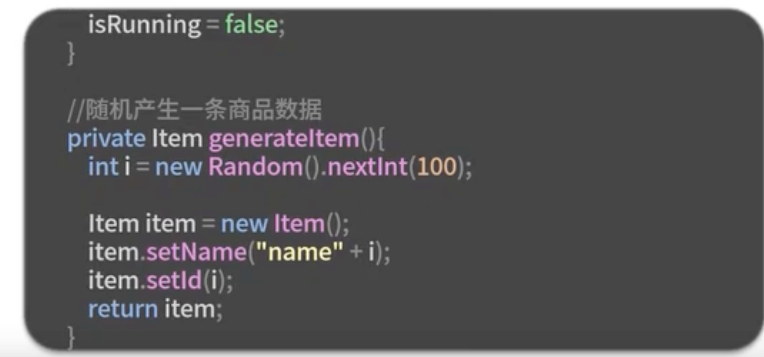 isRunning = false;
}
//随机产生一条商品数据
private Item generateItem(){
int i = new Random().nextInt(100);
Item item = new Item();
item.setName("name" + i);
item.setId(i);
return item;
}